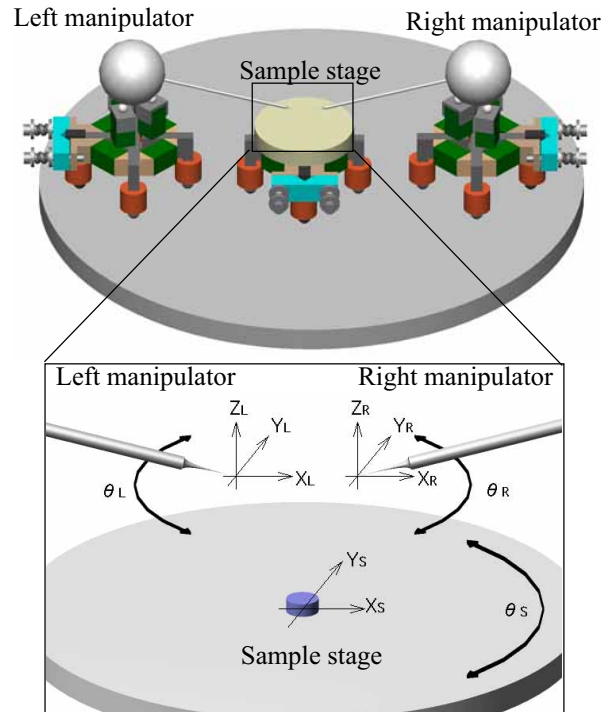 Left manipulator
Right manipulator
Sample stage
Left manipulator
Right manipulator
ZL
YL
XL
θL
ZR
YR
XR
θR
YS
XS
θS
Sample stage